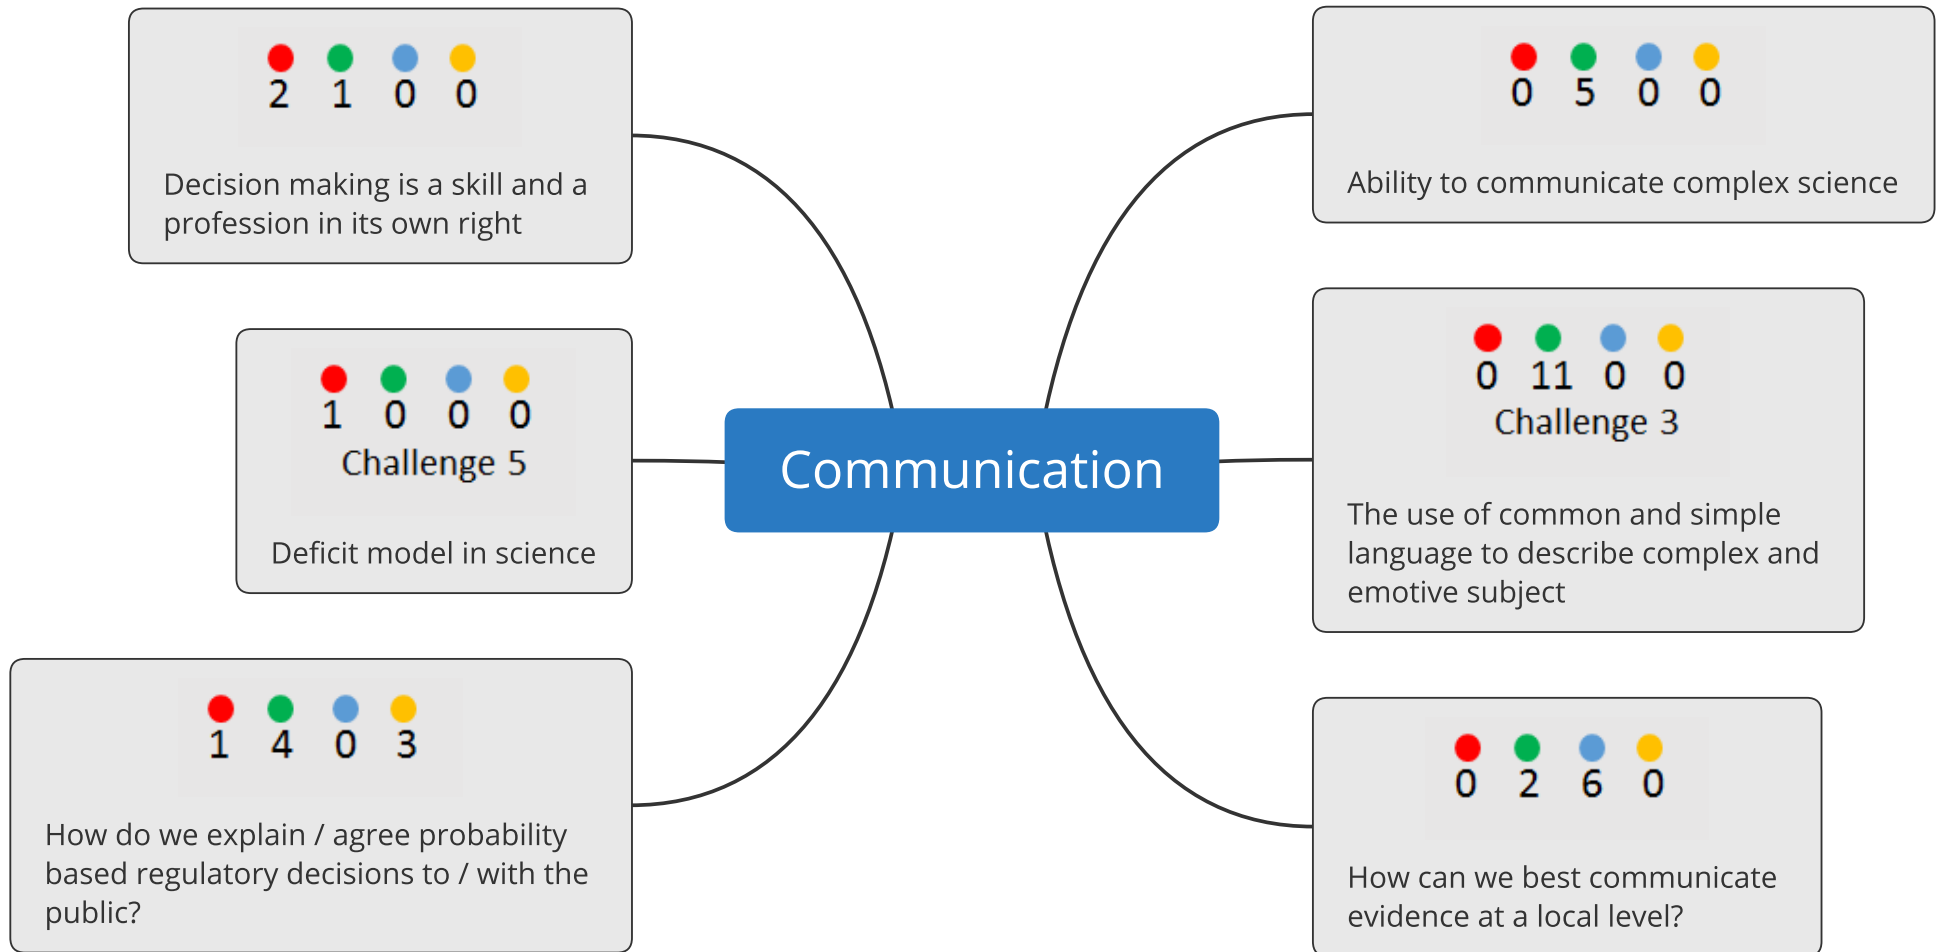 2 1 0 0
Decision making is a skill and a
profession in its own right
1 0 0 0
Challenge 5
Deficit model in science
1 4 0 3
How do we explain / agree probability
based regulatory decisions to / with the
public?
Communication
0 5 0 0
Ability to communicate complex science
0 11 0 0
Challenge 3
The use of common and simple
language to describe complex and
emotive subject
0 2 6 0
How can we best communicate
evidence at a local level?